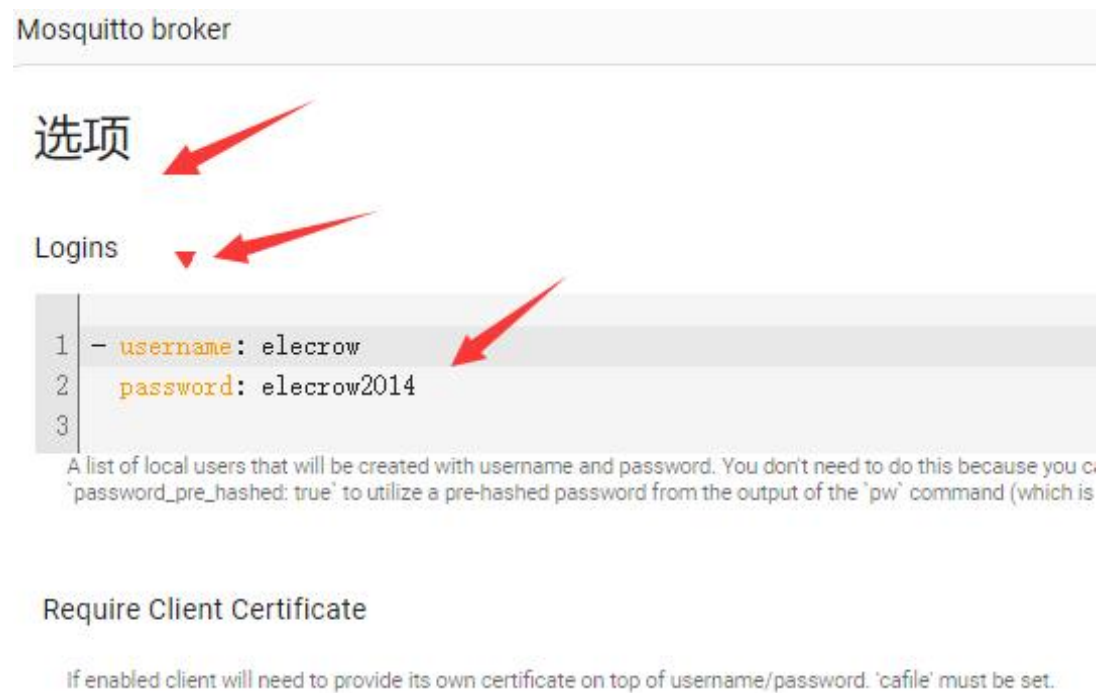 Mosquitto broker
选项
Logins
1 - username: elecrow
2 password: elecrow2014
3
A list of local users that will be created with username and password. You don't need to do this because you ca
`password_pre_hashed: true` to utilize a pre-hashed password from the output of the `pw` command (which is
Require Client Certificate
If enabled client will need to provide its own certificate on top of username/password. 'cafile' must be set.